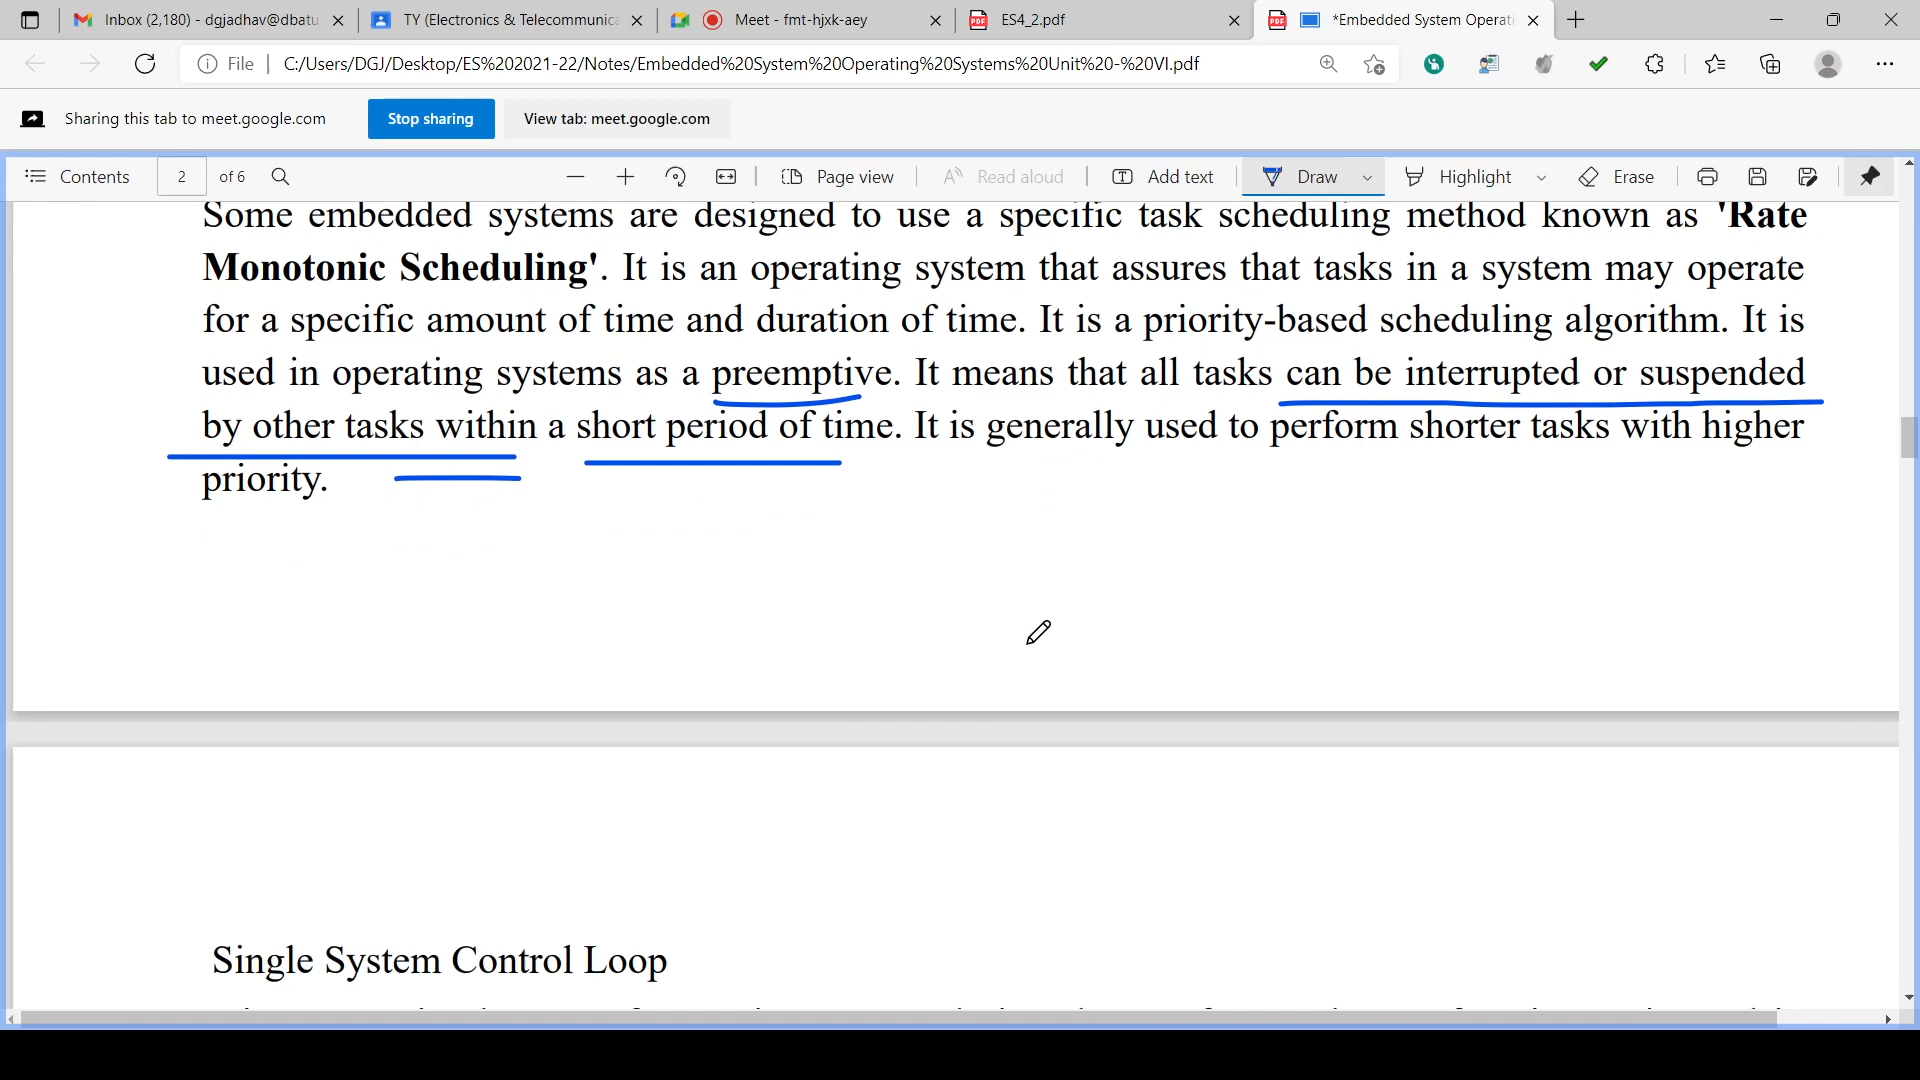 Inbox (2,180) - dgjadhav@dbatu
TY (Electronics & Telecommunica
Meet - fmt-hjxk-aey
ES4_2.pdf
*Embedded System Operati
File
C:/Users/DGJ/Desktop/ES%202021-22/Notes/Embedded%20System%20Operating%20Systems%20Unit%20-%20VI.pdf
Sharing this tab to meet.google.com
Stop sharing
View tab: meet.google.com
Contents
2
of 6
Page view
Read aloud
Add text
Draw
Highlight
Erase
Some embedded systems are designed to use a specific task scheduling method known as 'Rate
Monotonic Scheduling'. It is an operating system that assures that tasks in a system may operate
for a specific amount of time and duration of time. It is a priority-based scheduling algorithm. It is
used in operating systems as a preemptive. It means that all tasks can be interrupted or suspended
by other tasks within a short period of time. It is generally used to perform shorter tasks with higher
priority.
Single System Control Loop